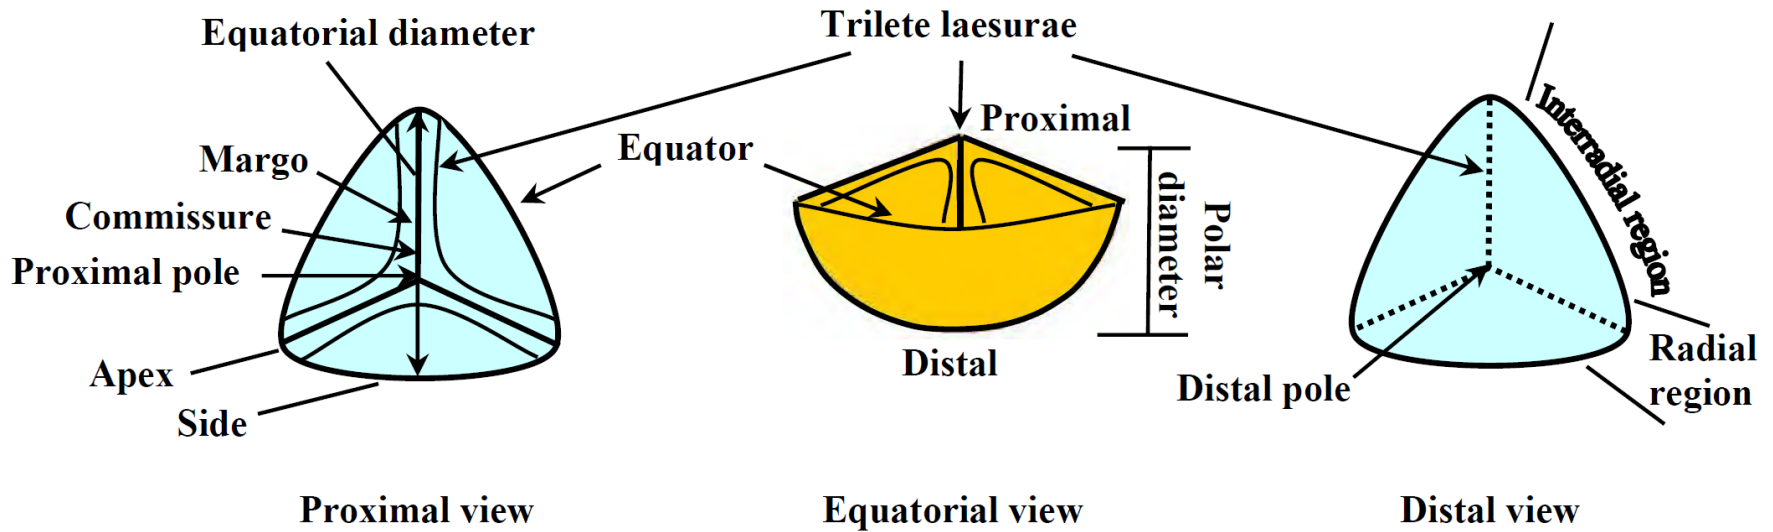 Equatorial diameter
Trilete laesurae
Margo
Equator
Proximal
Interradial region
Commissure
Proximal pole
Polar
diameter
Apex
Side
Distal
Distal pole
Radial
region
Proximal view
Equatorial view
Distal view